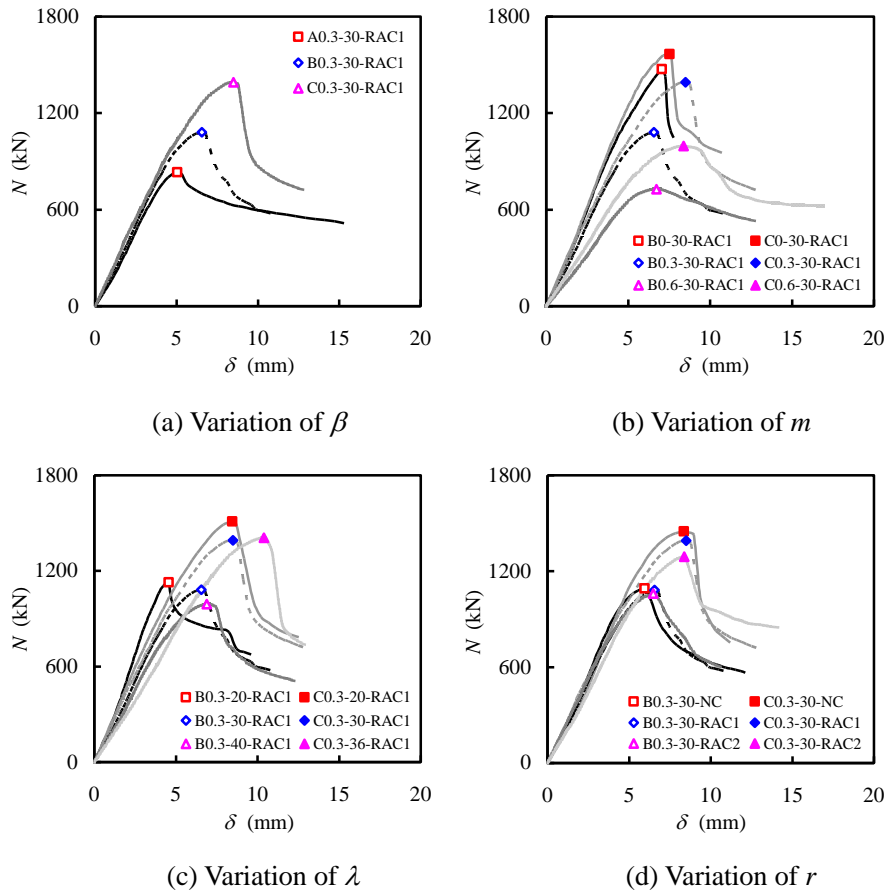 1800
1200
600
0
N (kN)
A0.3-30-RAC1
B0.3-30-RAC1
C0.3-30-RAC1
0 5 10 15 20
δ (mm)
(a) Variation of β
1800
1200
600
0
N (kN)
B0-30-RAC1 C0-30-RAC1
B0.3-30-RAC1 C0.3-30-RAC1
B0.6-30-RAC1 C0.6-30-RAC1
0 5 10 15 20
δ (mm)
(b) Variation of m
1800
1200
600
0
N (kN)
B0.3-20-RAC1 C0.3-20-RAC1
B0.3-30-RAC1 C0.3-30-RAC1
B0.3-40-RAC1 C0.3-36-RAC1
0 5 10 15 20
δ (mm)
(c) Variation of λ
1800
1200
600
0
N (kN)
B0.3-30-NC C0.3-30-NC
B0.3-30-RAC1 C0.3-30-RAC1
B0.3-30-RAC2 C0.3-30-RAC2
0 5 10 15 20
δ (mm)
(d) Variation of r